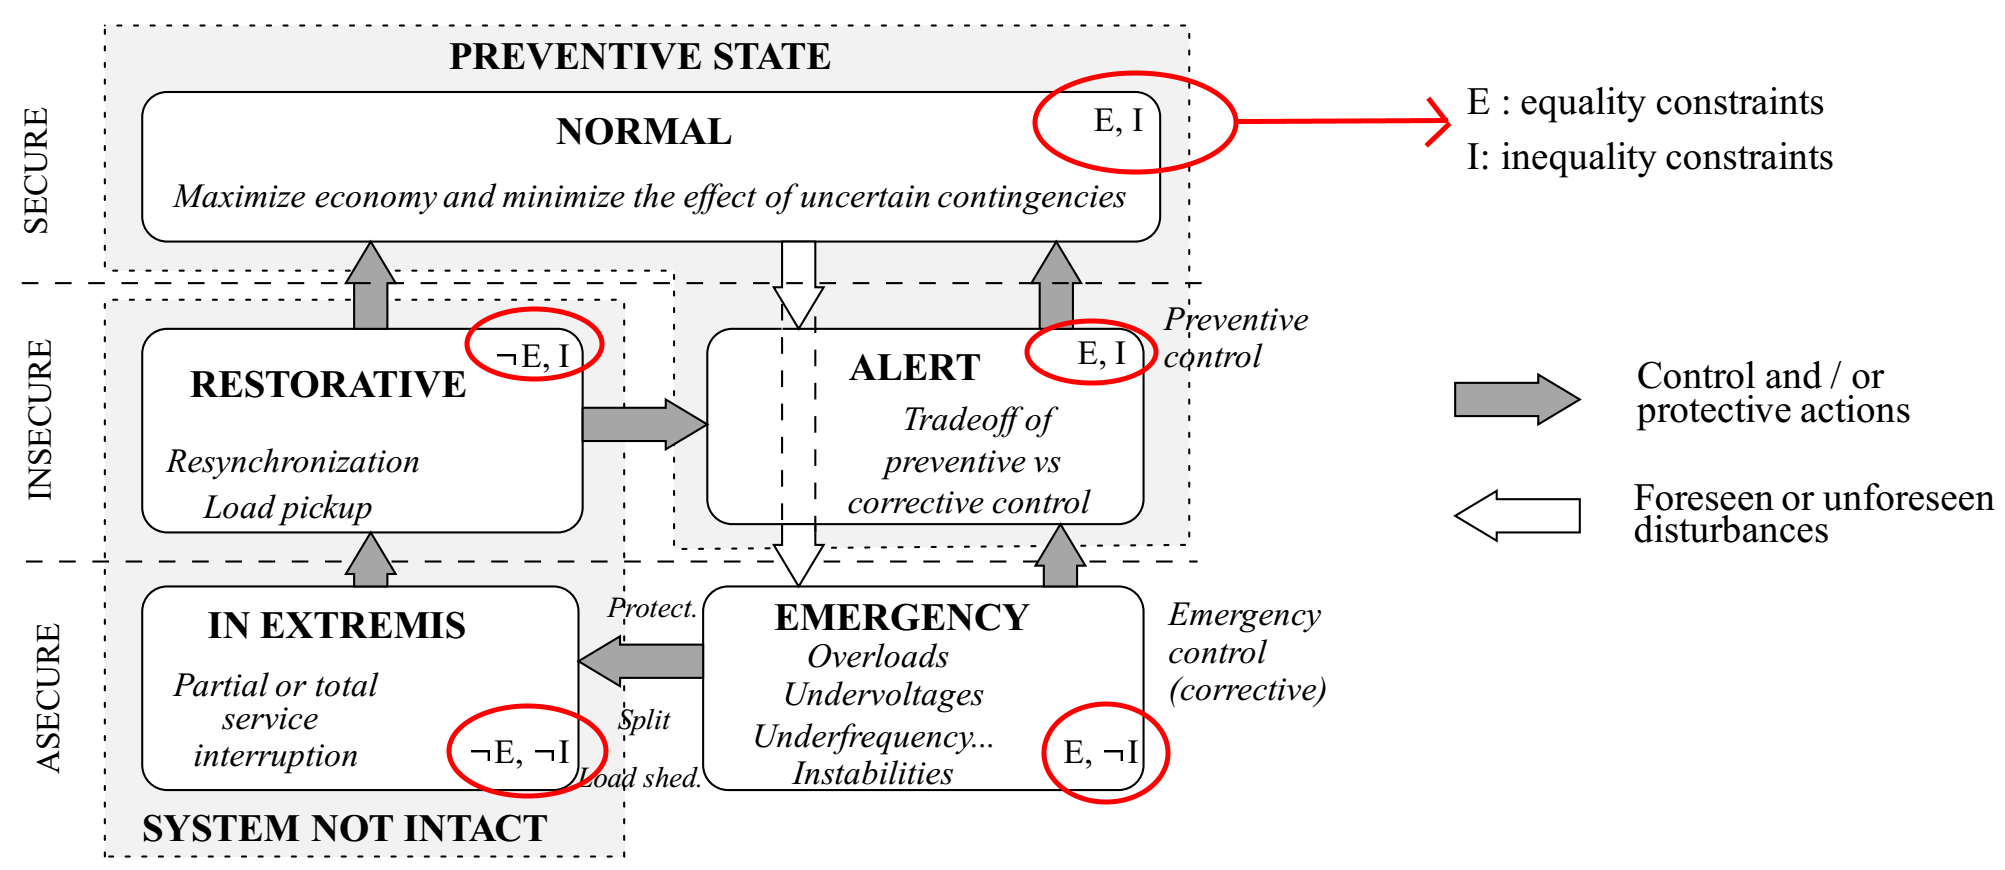 PREVENTIVE STATE
SECURE
NORMAL
E, I
Maximize economy and minimize the effect of uncertain contingencies
E : equality constraints
I: inequality constraints
INSECURE
RESTORATIVE
¬E, I
Resynchronization
Load pickup
ALERT
E, I
Tradeoff of
preventive vs
corrective control
Preventive
control
Control and / or
protective actions
Foreseen or unforeseen
disturbances
ASECURE
IN EXTREMIS
Partial or total
service
interruption
¬E, ¬I
Protect.
Split
Load shed.
EMERGENCY
Overloads
Undervoltages
Underfrequency...
Instabilities
E, ¬I
Emergency
control
(corrective)
SYSTEM NOT INTACT